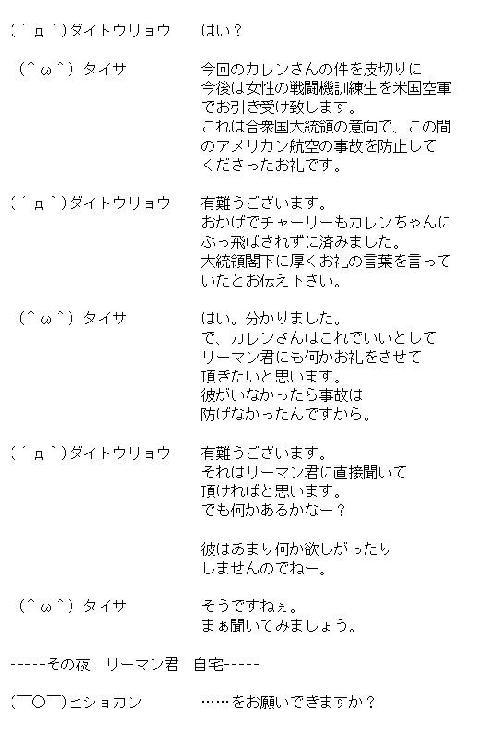 (´д`)ダイトウリョウ　はい？
(^ω^) タイサ　今回のカレンさんの件を皮切りに
今後は女性の戦闘機訓練生を米国空軍
でお引き受け致します。
これは合衆国大統領の意向で、この間
のアメリカン航空の事故を防止して
くださったお礼です。
(´д`)ダイトウリョウ　有難うございます。
おかげでチャーリーもカレンちゃんに
ぶっ飛ばされずに済みました。
大統領閣下に厚くお礼の言葉を言って
いたとお伝え下さい。
(^ω^) タイサ　はい。分かりました。
で、カレンさんはこれでいいとして
リーマン君にも何かお礼をさせて
頂きたいと思います。
彼がいなかったら事故は
防げなかったんですから。
(´д`)ダイトウリョウ　有難うございます。
それはリーマン君に直接聞いて
頂ければと思います。
でも何かあるかなー？
彼はあまり何か欲しがったり
しませんのでねー。
(^ω^) タイサ　そうですねぇ。
まぁ聞いてみましょう。
-----その夜　リーマン君　自宅-----
(￣○￣)ヒショカン　……をお願いできますか？